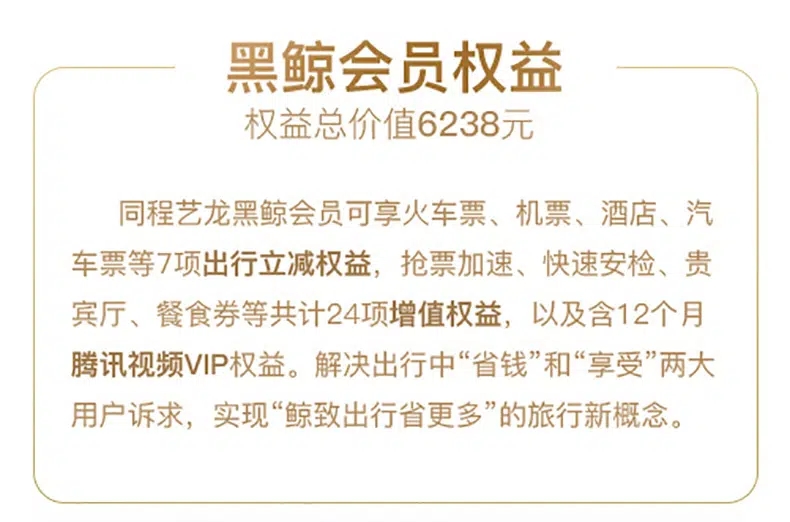 黑鲸会员权益
权益总价值6238元
同程艺龙黑鲸会员可享火车票、机票、酒店、汽
车票等7项出行立减权益，抢票加速、快速安检、贵
宾厅、餐食券等共计24项增值权益，以及含12个月
腾讯视频VIP权益。解决出行中“省钱”和“享受”两大
用户诉求，实现“鲸致出行省更多”的旅行新概念。